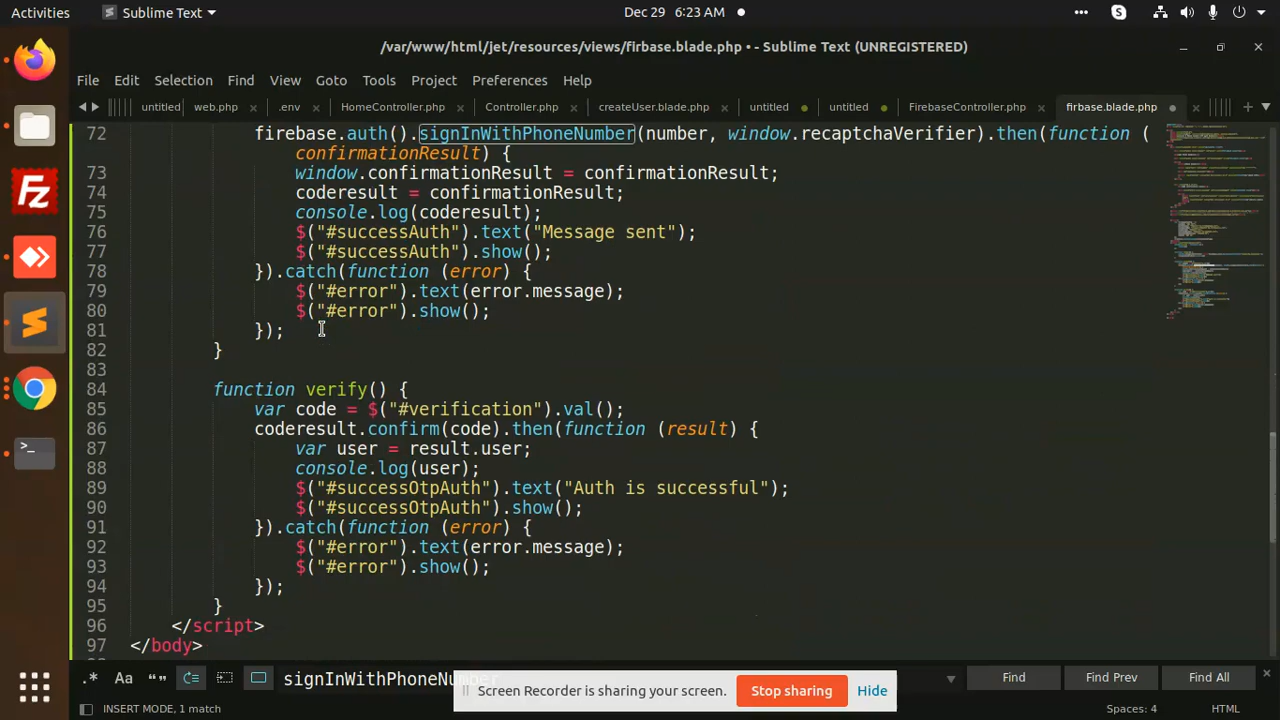 Activities Sublime Text Dec 29 6:23 AM
/var/www/html/jet/resources/views/firbase.blade.php • - Sublime Text (UNREGISTERED)
File Edit Selection Find View Goto Tools Project Preferences Help
untitled web.php .env HomeController.php Controller.php createUser.blade.php untitled untitled FirebaseController.php firbase.blade.php
72 firebase.auth().signInWithPhoneNumber(number, window.recaptchaVerifier).then(function (
confirmationResult) {
73 window.confirmationResult = confirmationResult;
74 coderesult = confirmationResult;
75 console.log(coderesult);
76 $("#successAuth").text("Message sent");
77 $("#successAuth").show();
78 }).catch(function (error) {
79 $("#error").text(error.message);
80 $("#error").show();
81 });
82 }
83
84 function verify() {
85 var code = $("#verification").val();
86 coderesult.confirm(code).then(function (result) {
87 var user = result.user;
88 console.log(user);
89 $("#successOtpAuth").text("Auth is successful");
90 $("#successOtpAuth").show();
91 }).catch(function (error) {
92 $("#error").text(error.message);
93 $("#error").show();
94 });
95 }
96 </script>
97 </body>
.* Aa “” signInWithPhoneNumber Find Find Prev Find All
Screen Recorder is sharing your screen. Stop sharing Hide
INSERT MODE, 1 match Spaces: 4 HTML